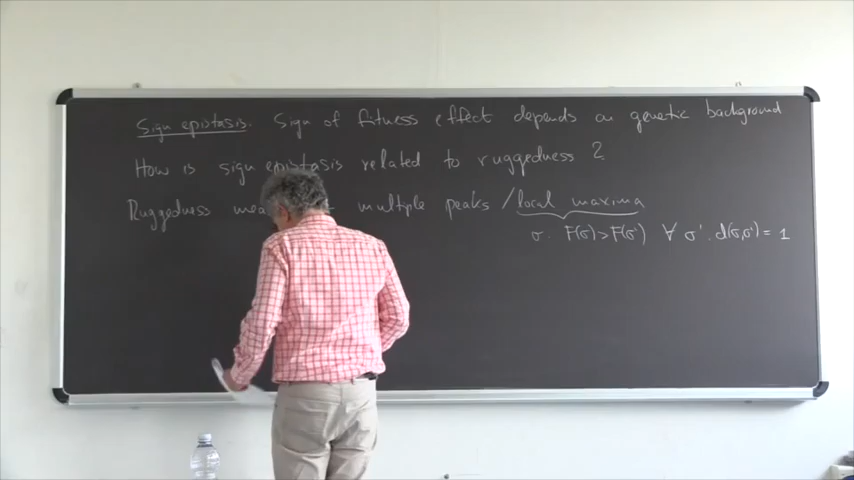 Sign epistasis: Sign of fitness effect depends on genetic background
How is sign epistasis related to ruggedness ?
Ruggedness multiple peaks / local maxima
σ: F(σ) > F(σ') ∀ σ': d(σ,σ') = 1